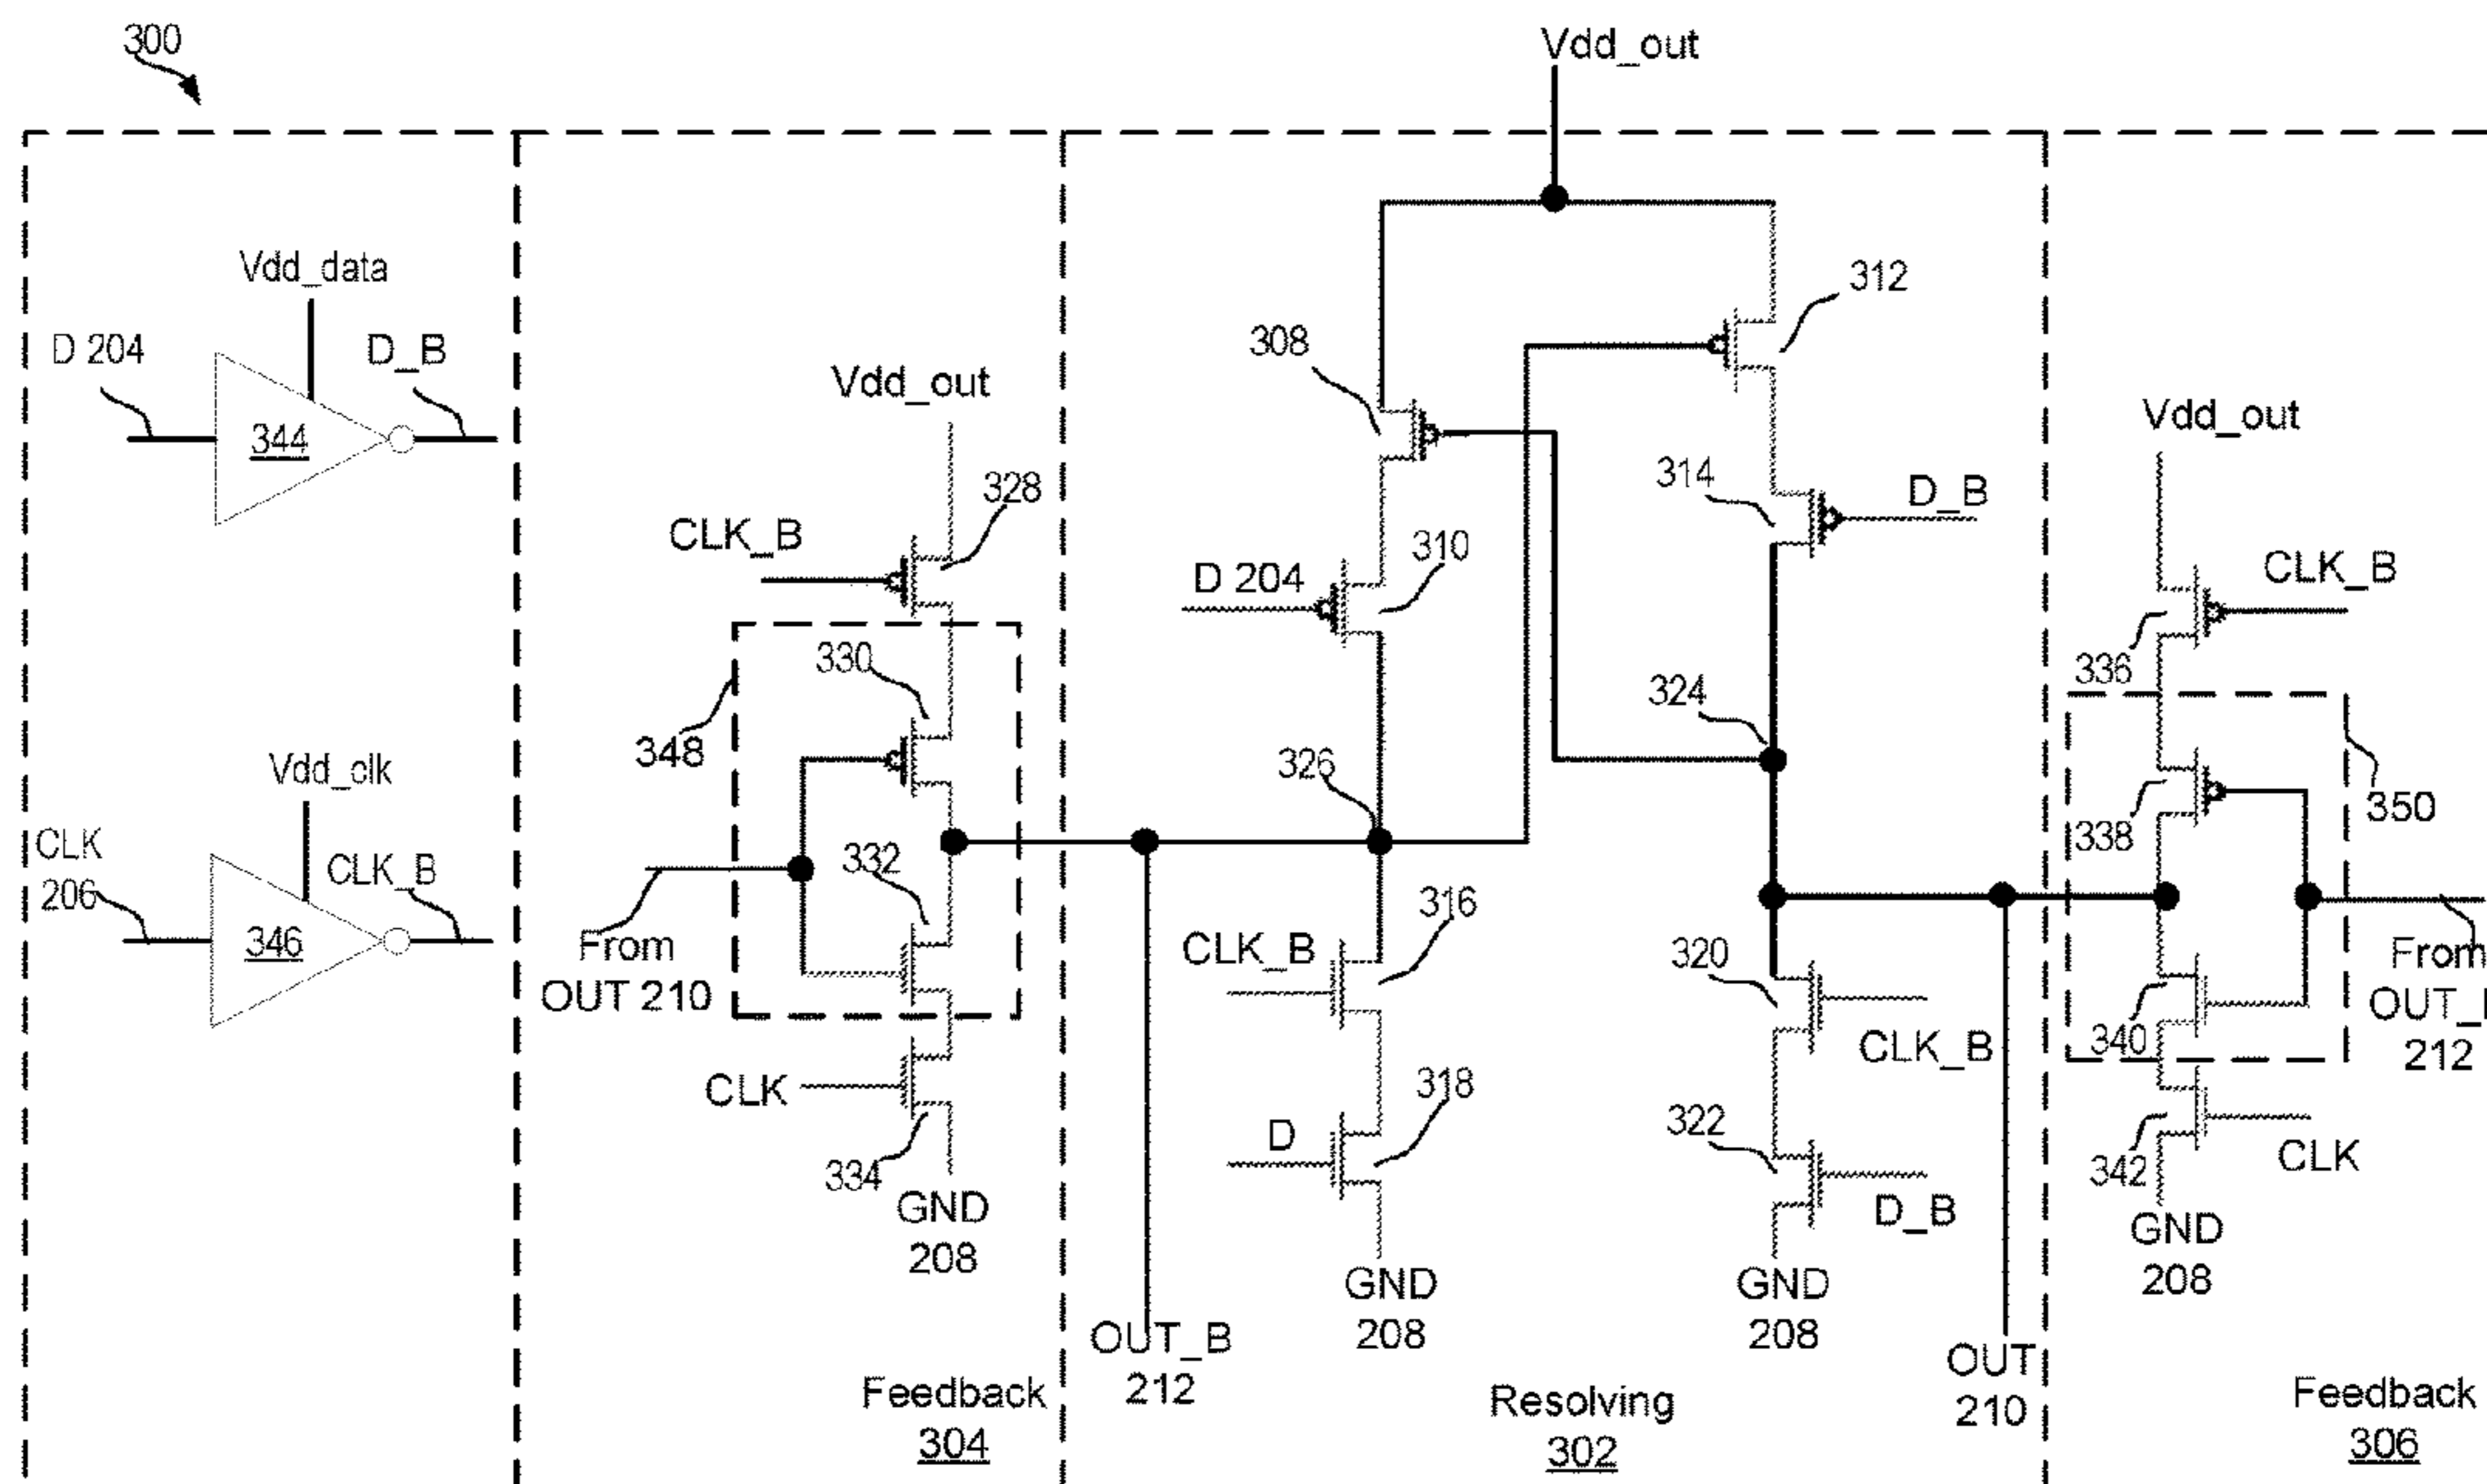 300
Vdd_out
Vdd_data
D 204
D_B
344
Vdd_clk
CLK
206
CLK_B
346
Vdd_out
CLK_B
328
330
348
332
From
OUT 210
CLK
334
GND
208
Feedback
304
308
312
314
D_B
D 204
310
324
326
CLK_B
316
320
CLK_B
D
318
322
D_B
GND
208
GND
208
OUT_B
212
OUT
210
Resolving
302
Vdd_out
CLK_B
336
338
350
340
From
212
342
CLK
GND
208
Feedback
306